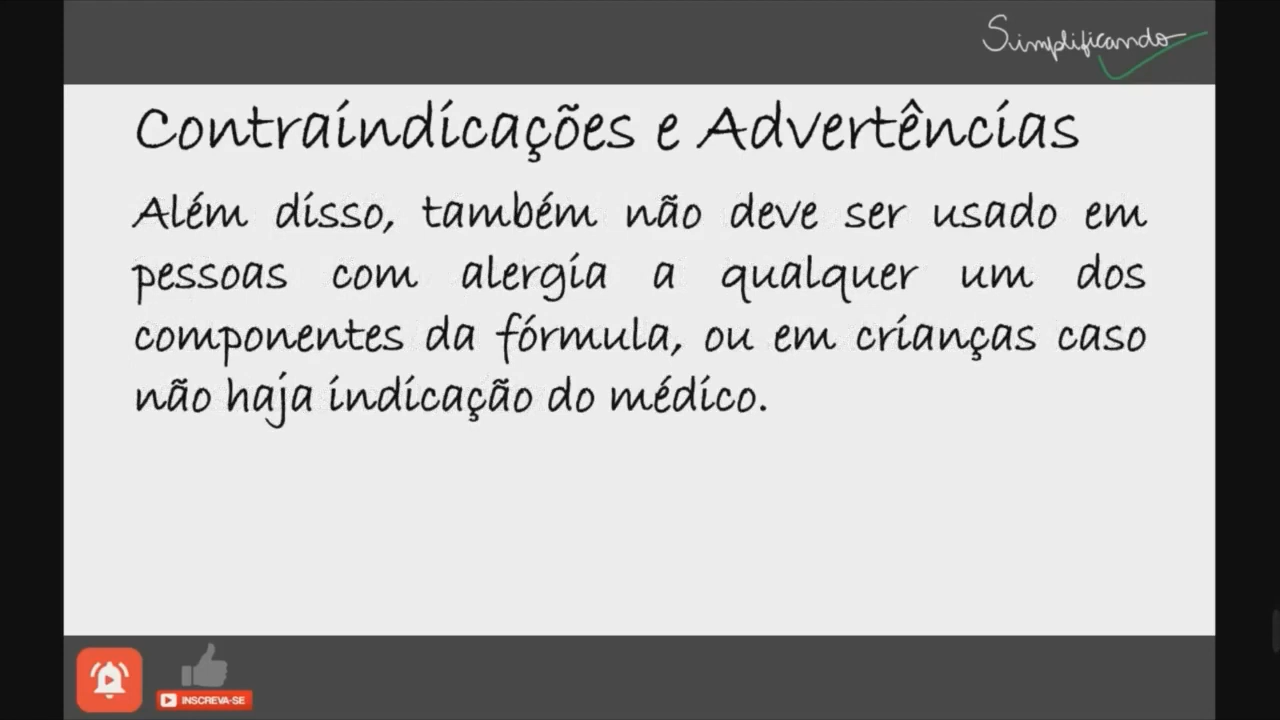 Simplificando
Contraindicações e Advertências
Além disso, também não deve ser usado em
pessoas com alergia a qualquer um dos
componentes da fórmula, ou em crianças caso
não haja indicação do médico.
INSCREVA-SE